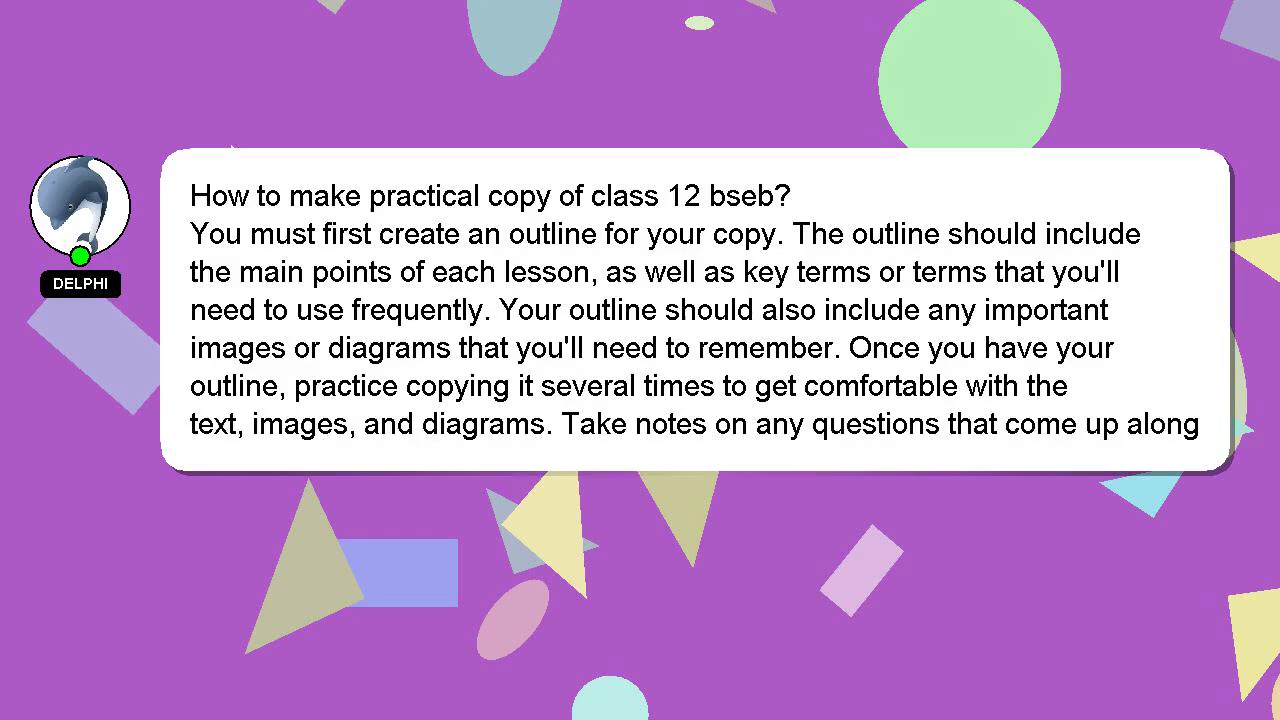 How to make practical copy of class 12 bseb?
You must first create an outline for your copy. The outline should include
the main points of each lesson, as well as key terms or terms that you'll
need to use frequently. Your outline should also include any important
images or diagrams that you'll need to remember. Once you have your
outline, practice copying it several times to get comfortable with the
text, images, and diagrams. Take notes on any questions that come up along
DELPHI